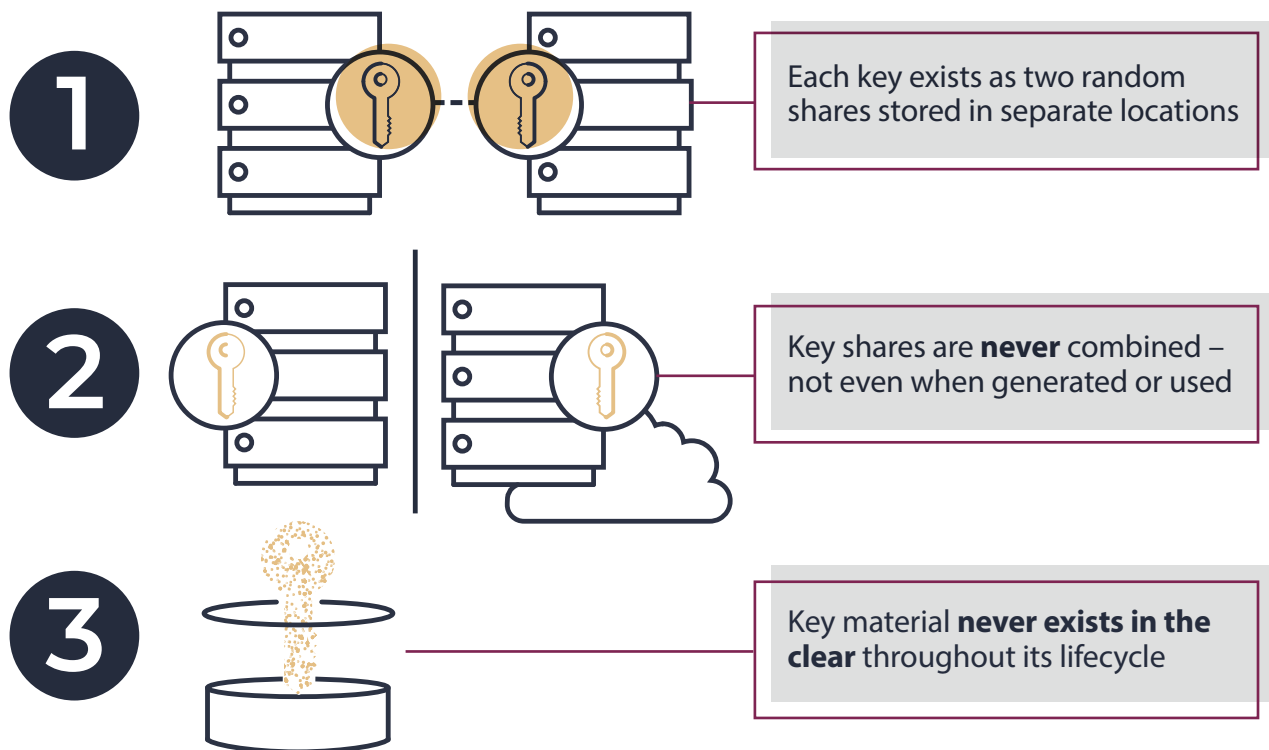 1
Each key exists as two random
shares stored in separate locations
2
Key shares are never combined –
not even when generated or used
3
Key material never exists in the
clear throughout its lifecycle